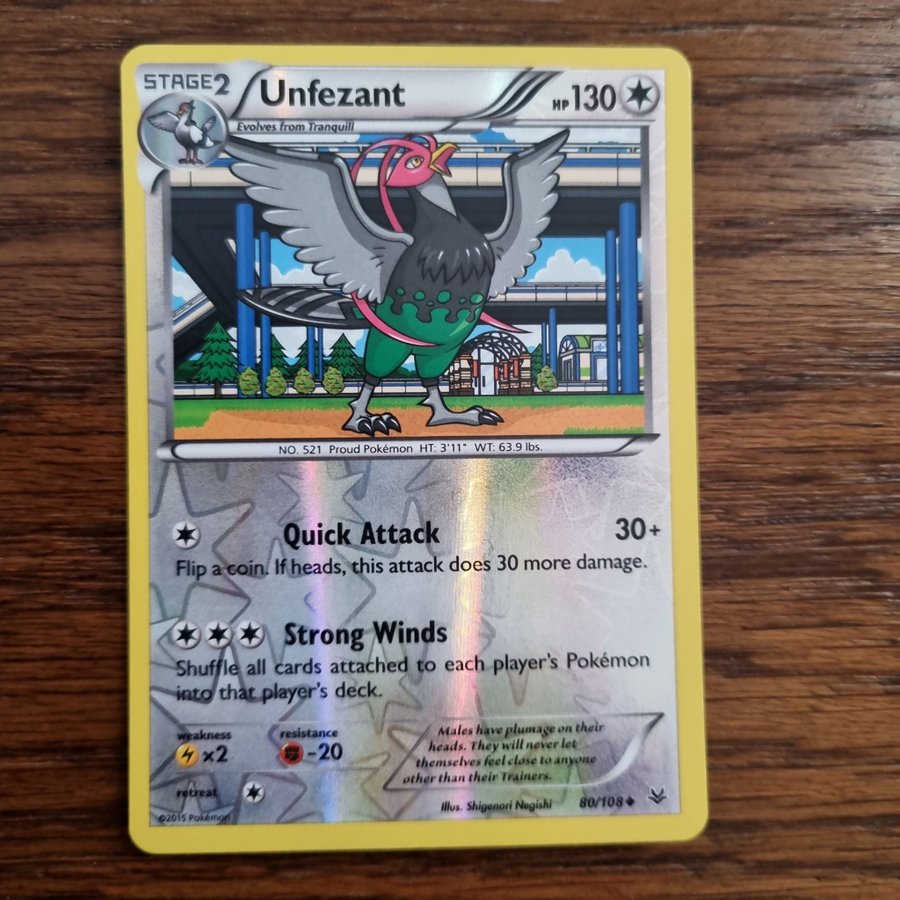 STAGE2 Unfezant HP 130
Evolves from Tranquill
NO. 521 Proud Pokémon HT: 3'11" WT: 63.9 lbs.
Quick Attack 30+
Flip a coin. If heads, this attack does 30 more damage.
Strong Winds
Shuffle all cards attached to each player's Pokémon
into that player's deck.
weakness resistance
×2 -20
Males have plumage on their
heads. They will never let
themselves feel close to anyone
other than their Trainers.
retreat
Illus. Shigenori Negishi 80/108
©2015 Pokémon